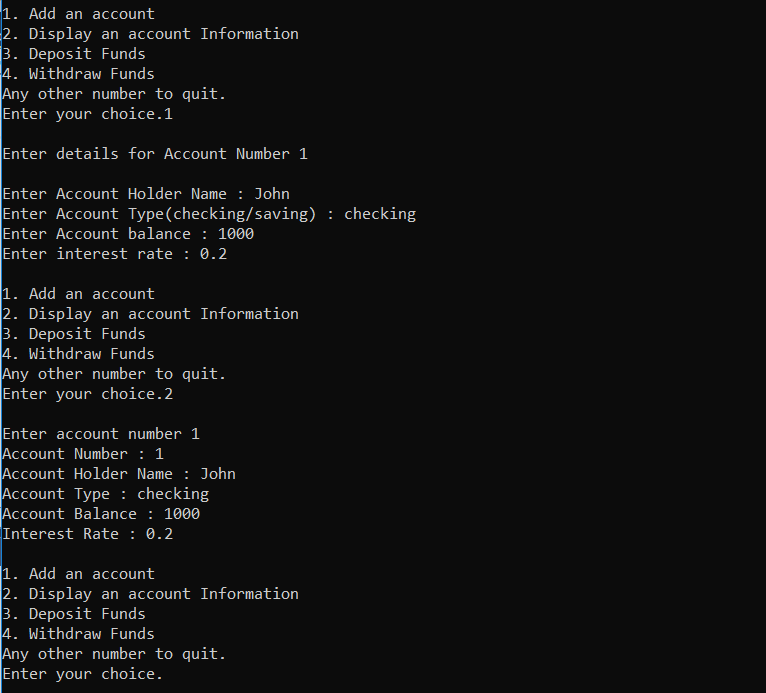 1. Add an account
2. Display an account Information
3. Deposit Funds
4. Withdraw Funds
Any other number to quit.
Enter your choice.1
Enter details for Account Number 1
Enter Account Holder Name : John
Enter Account Type(checking/saving) : checking
Enter Account balance : 1000
Enter interest rate : 0.2
1. Add an account
2. Display an account Information
3. Deposit Funds
4. Withdraw Funds
Any other number to quit.
Enter your choice.2
Enter account number 1
Account Number : 1
Account Holder Name : John
Account Type : checking
Account Balance : 1000
Interest Rate : 0.2
1. Add an account
2. Display an account Information
3. Deposit Funds
4. Withdraw Funds
Any other number to quit.
Enter your choice.